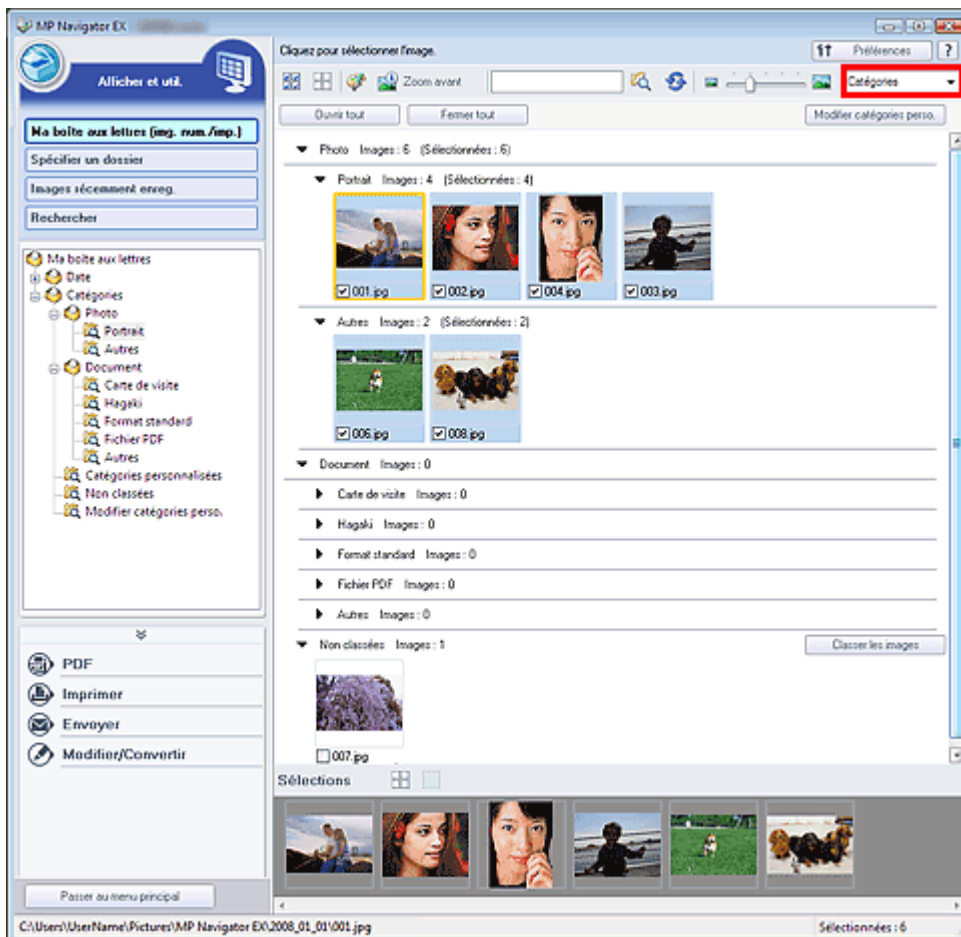 MP Navigator EX
Afficher et util.
Ma boîte aux lettres (img. num./imp.)
Spécifier un dossier
Images récemment enreg.
Rechercher
Ma boîte aux lettres
Date
Catégories
Photo
Portrait
Autres
Document
Carte de visite
Hagaki
Format standard
Fichier PDF
Autres
Catégories personnalisées
Non classées
Modifier catégories perso.
PDF
Imprimer
Envoyer
Modifier/Convertir
Passer au menu principal
Cliquez pour sélectionner l'image.
Préférences
?
Zoom avant
Catégories
Ouvrir tout
Fermer tout
Modifier catégories perso.
Photo Images : 6 (Sélectionnées : 6)
Portrait Images : 4 (Sélectionnées : 4)
001.jpg
002.jpg
004.jpg
003.jpg
Autres Images : 2 (Sélectionnées : 2)
006.jpg
008.jpg
Document Images : 0
Carte de visite Images : 0
Hagaki Images : 0
Format standard Images : 0
Fichier PDF Images : 0
Autres Images : 0
Non classées Images : 1
Classer les images
007.jpg
Sélections
C:\Users\UserName\Pictures\MP Navigator EX\2008_01_01\001.jpg
Sélectionnées : 6